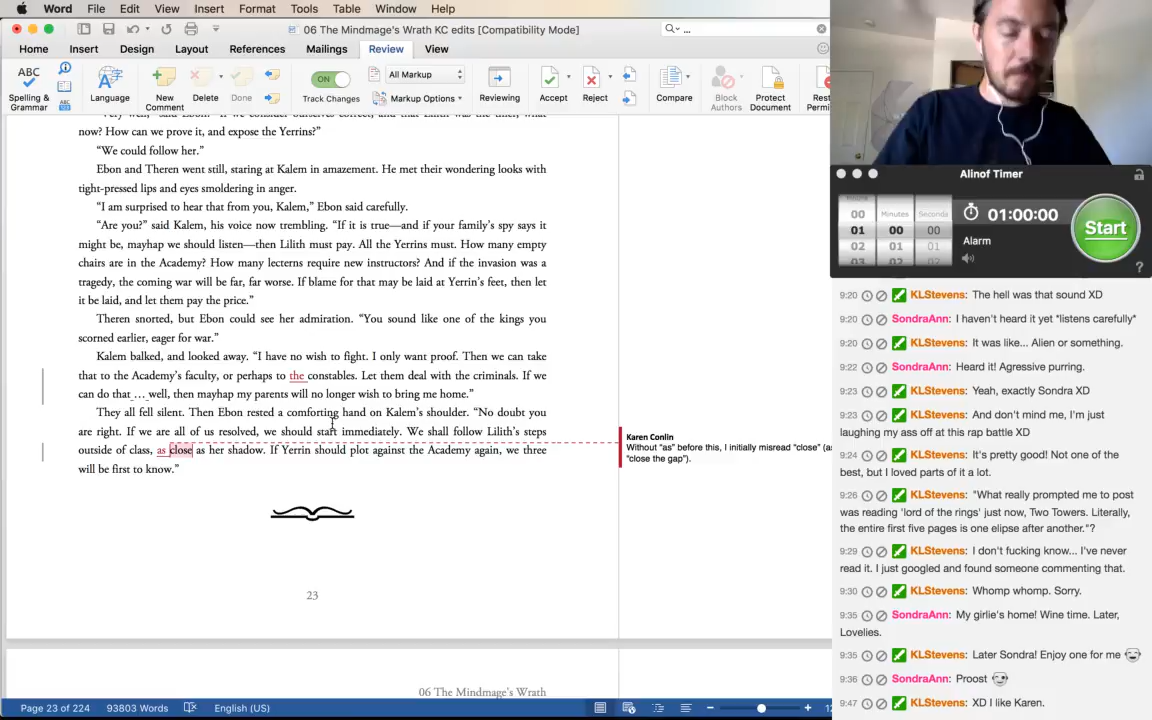 Word File Edit View Insert Format Tools Table Window Help
06 The Mindmage's Wrath KC edits [Compatibility Mode]
...
Home Insert Design Layout References Mailings Review View
ABC
Spelling & Grammar
Language
New Comment
Delete
Done
ON
Track Changes
All Markup
Markup Options
Reviewing
Accept
Reject
Compare
Block Authors
Protect Document
now? How can we prove it, and expose the Yerrins?”
“We could follow her.”
Ebon and Theren went still, staring at Kalem in amazement. He met their wondering looks with
tight-pressed lips and eyes smoldering in anger.
“I am surprised to hear that from you, Kalem,” Ebon said carefully.
“Are you?” said Kalem, his voice now trembling. “If it is true—and if your family’s spy says it
might be, mayhap we should listen—then Lilith must pay. All the Yerrins must. How many empty
chairs are in the Academy? How many lecterns require new instructors? And if the invasion was a
tragedy, the coming war will be far, far worse. If blame for that may be laid at Yerrin’s feet, then let
it be laid, and let them pay the price.”
Theren snorted, but Ebon could see her admiration. “You sound like one of the kings you
scorned earlier, eager for war.”
Kalem balked, and looked away. “I have no wish to fight. I only want proof. Then we can take
that to the Academy’s faculty, or perhaps to the constables. Let them deal with the criminals. If we
can do that … well, then mayhap my parents will no longer wish to bring me home.”
They all fell silent. Then Ebon rested a comforting hand on Kalem’s shoulder. “No doubt you
are right. If we are all of us resolved, we should start immediately. We shall follow Lilith’s steps
outside of class, as close as her shadow. If Yerrin should plot against the Academy again, we three
will be first to know.”
23
06 The Mindmage's Wrath
Karen Conlin
Without “as” before this, I initially misread “close” (as
“close the gap”).
Page 23 of 224 93803 Words English (US)
Alinof Timer
Minutes Seconds
00
01 00 00
02 01 01
01:00:00
Alarm
Start
?
9:20 KLStevens: The hell was that sound XD
9:20 SondraAnn: I haven't heard it yet *listens carefully*
9:20 KLStevens: It was like... Alien or something.
9:22 SondraAnn: Heard it! Agressive purring.
9:23 KLStevens: Yeah, exactly Sondra XD
9:23 KLStevens: And don't mind me, I'm just
laughing my ass off at this rap battle XD
9:24 KLStevens: It's pretty good! Not one of the
best, but I loved parts of it a lot.
9:26 KLStevens: "What really prompted me to post
was reading 'lord of the rings' just now, Two Towers. Literally,
the entire first five pages is one elipse after another."?
9:29 KLStevens: I don't fucking know... I've never
read it. I just googled and found someone commenting that.
9:30 KLStevens: Whomp whomp. Sorry.
9:35 SondraAnn: My girlie's home! Wine time. Later,
Lovelies.
9:35 KLStevens: Later Sondra! Enjoy one for me
9:36 SondraAnn: Proost
9:47 KLStevens: XD I like Karen.